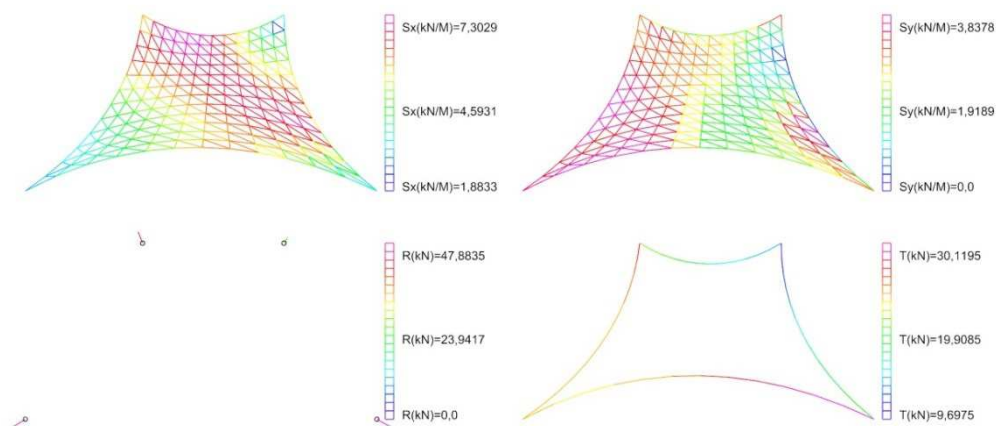 Sx(kN/M)=7,3029
Sx(kN/M)=4,5931
Sx(kN/M)=1,8833
Sy(kN/M)=3,8378
Sy(kN/M)=1,9189
Sy(kN/M)=0,0
R(kN)=47,8835
R(kN)=23,9417
R(kN)=0,0
T(kN)=30,1195
T(kN)=19,9085
T(kN)=9,6975